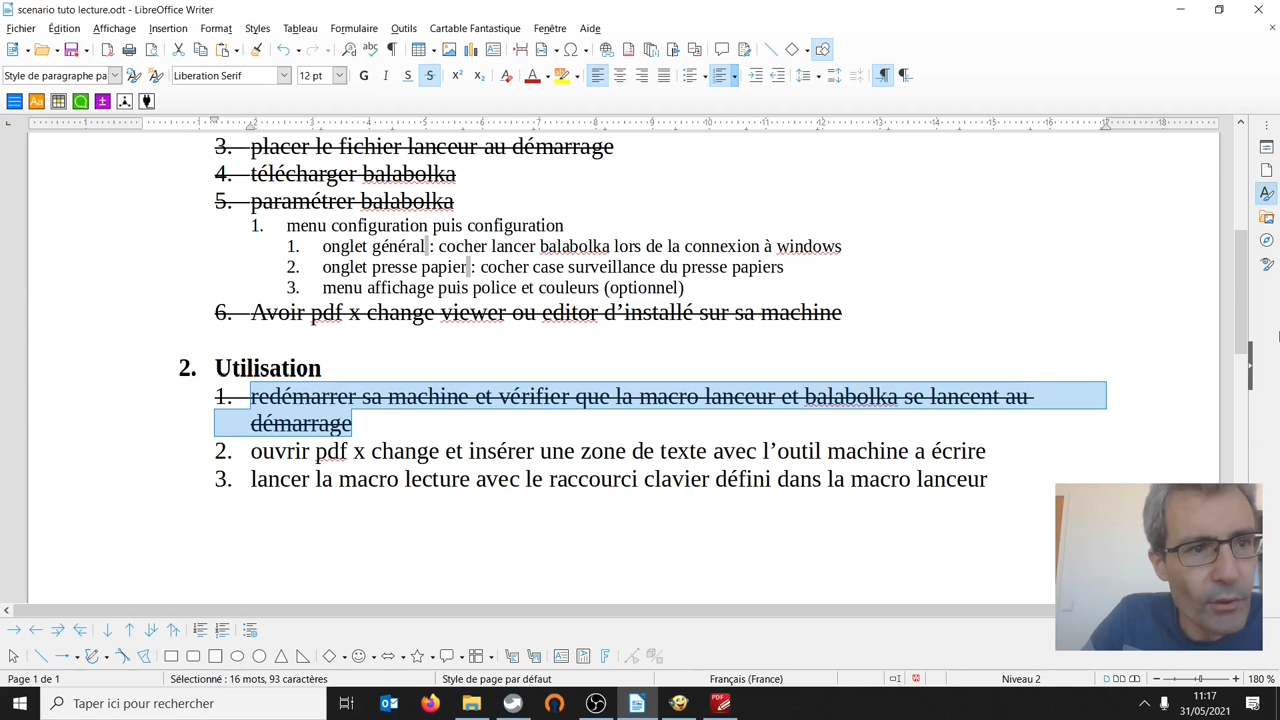 scenario tuto lecture.odt - LibreOffice Writer
Fichier Édition Affichage Insertion Format Styles Tableau Formulaire Outils Cartable Fantastique Fenêtre Aide
Style de paragraphe pa Liberation Serif 12 pt G I S S
3. placer le fichier lanceur au démarrage
4. télécharger balabolka
5. paramétrer balabolka
1. menu configuration puis configuration
1. onglet général : cocher lancer balabolka lors de la connexion à windows
2. onglet presse papier : cocher case surveillance du presse papiers
3. menu affichage puis police et couleurs (optionnel)
6. Avoir pdf x change viewer ou editor d’installé sur sa machine
2. Utilisation
1. redémarrer sa machine et vérifier que la macro lanceur et balabolka se lancent au
démarrage
2. ouvrir pdf x change et insérer une zone de texte avec l’outil machine a écrire
3. lancer la macro lecture avec le raccourci clavier défini dans la macro lanceur
Page 1 de 1 Sélectionné : 16 mots, 93 caractères Style de page par défaut Français (France) Niveau 2 180 %
Taper ici pour rechercher 11:17
31/05/2021